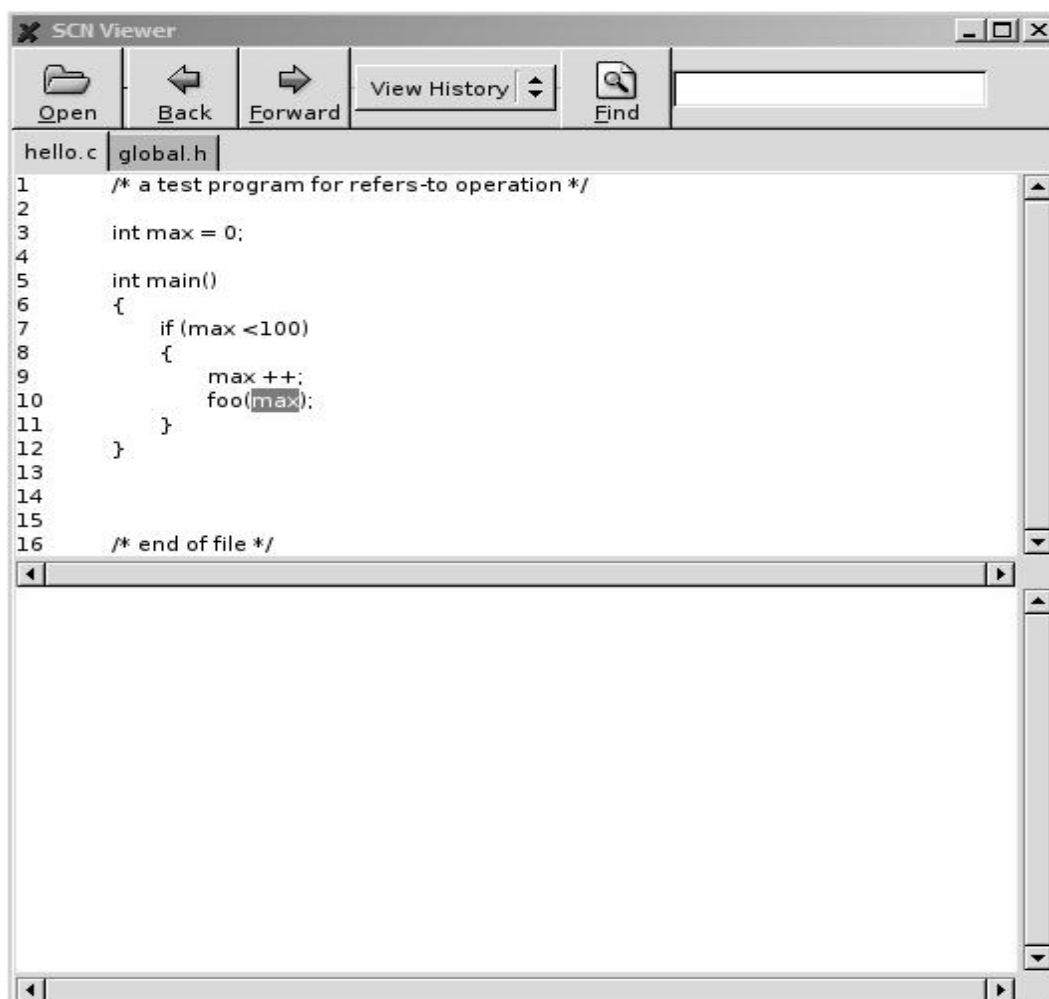 SCN Viewer
Open Back Forward View History Find
hello.c global.h
1 /* a test program for refers-to operation */
2
3 int max = 0;
4
5 int main()
6 {
7 if (max <100)
8 {
9 max ++;
10 foo(max);
11 }
12 }
13
14
15
16 /* end of file */